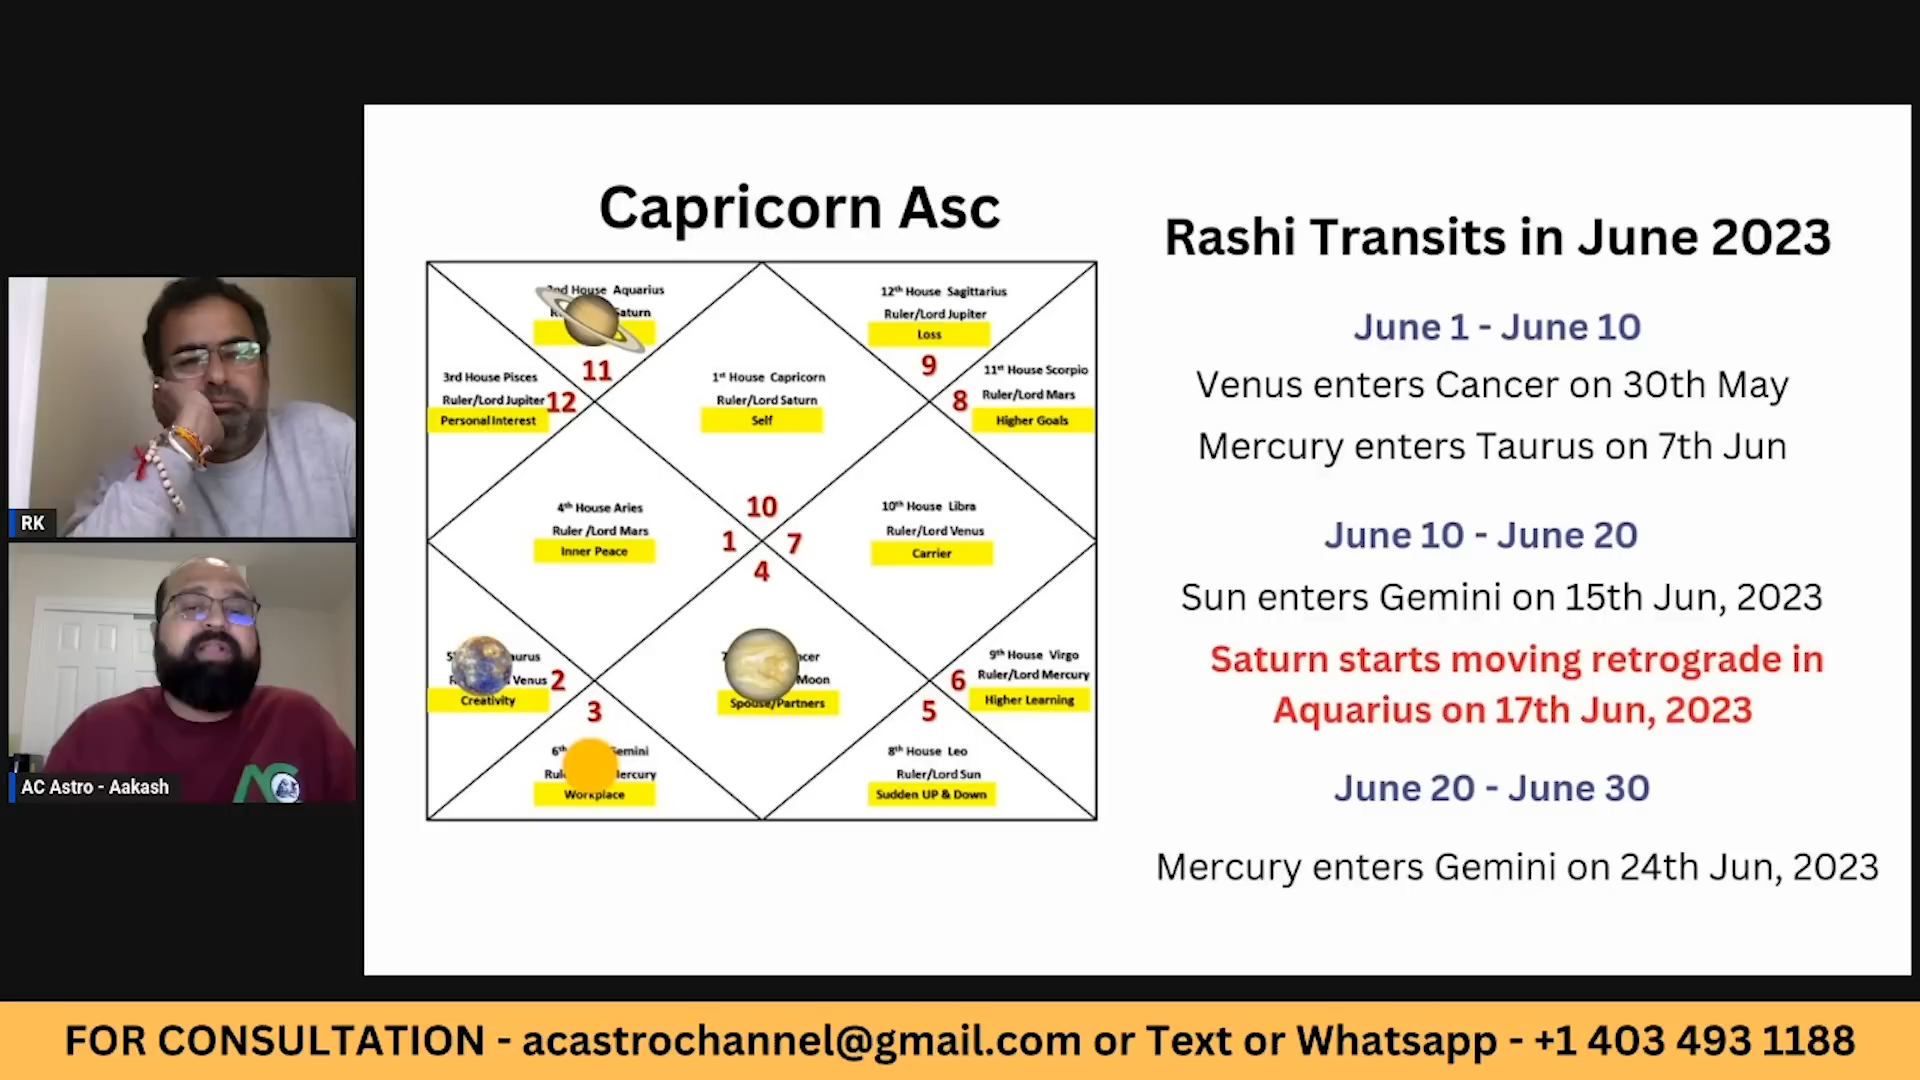 Capricorn Asc
2nd House Aquarius
Saturn
11
12th House Sagittarius
Ruler/Lord Jupiter
Loss
9
3rd House Pisces
Ruler/Lord Jupiter
Personal Interest
12
1st House Capricorn
Ruler/Lord Saturn
Self
11st House Scorpio
Ruler/Lord Mars
Higher Goals
8
4th House Aries
Ruler /Lord Mars
Inner Peace
10
1
7
4
10th House Libra
Ruler/Lord Venus
Carrier
Venus
Creativity
2
3
Moon
Spouse/Partners
9th House Virgo
Ruler/Lord Mercury
Higher Learning
6
5
6th Gemini
Mercury
Workplace
8th House Leo
Ruler/Lord Sun
Sudden UP & Down
Rashi Transits in June 2023
June 1 - June 10
Venus enters Cancer on 30th May
Mercury enters Taurus on 7th Jun
June 10 - June 20
Sun enters Gemini on 15th Jun, 2023
Saturn starts moving retrograde in
Aquarius on 17th Jun, 2023
June 20 - June 30
Mercury enters Gemini on 24th Jun, 2023
RK
AC Astro - Aakash
AC
FOR CONSULTATION - acastrochannel@gmail.com or Text or Whatsapp - +1 403 493 1188